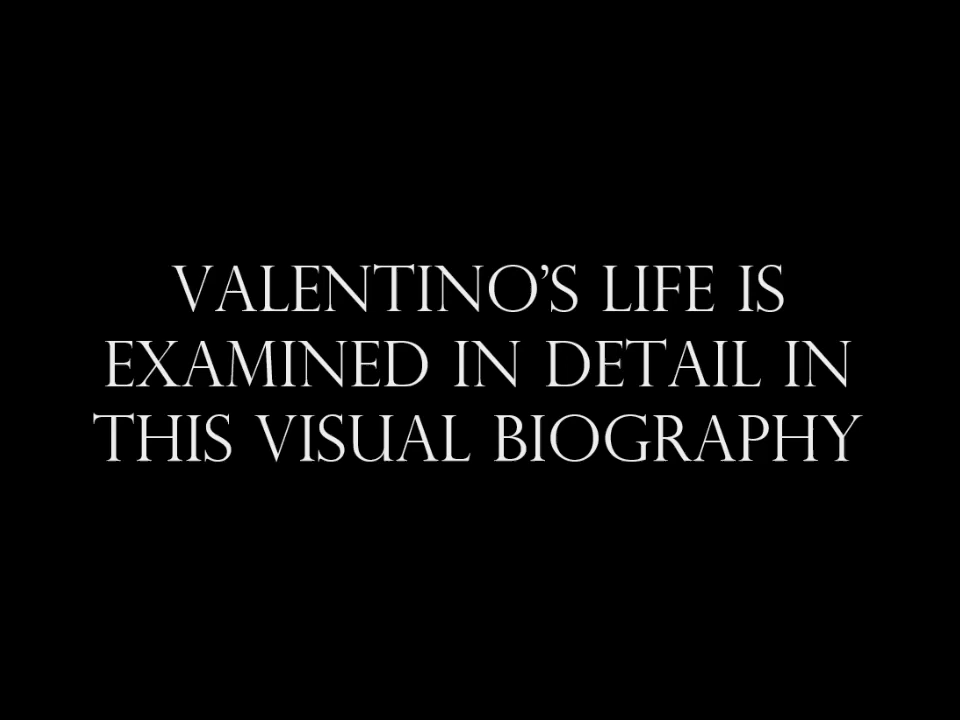 VALENTINO’S LIFE IS
EXAMINED IN DETAIL IN
THIS VISUAL BIOGRAPHY